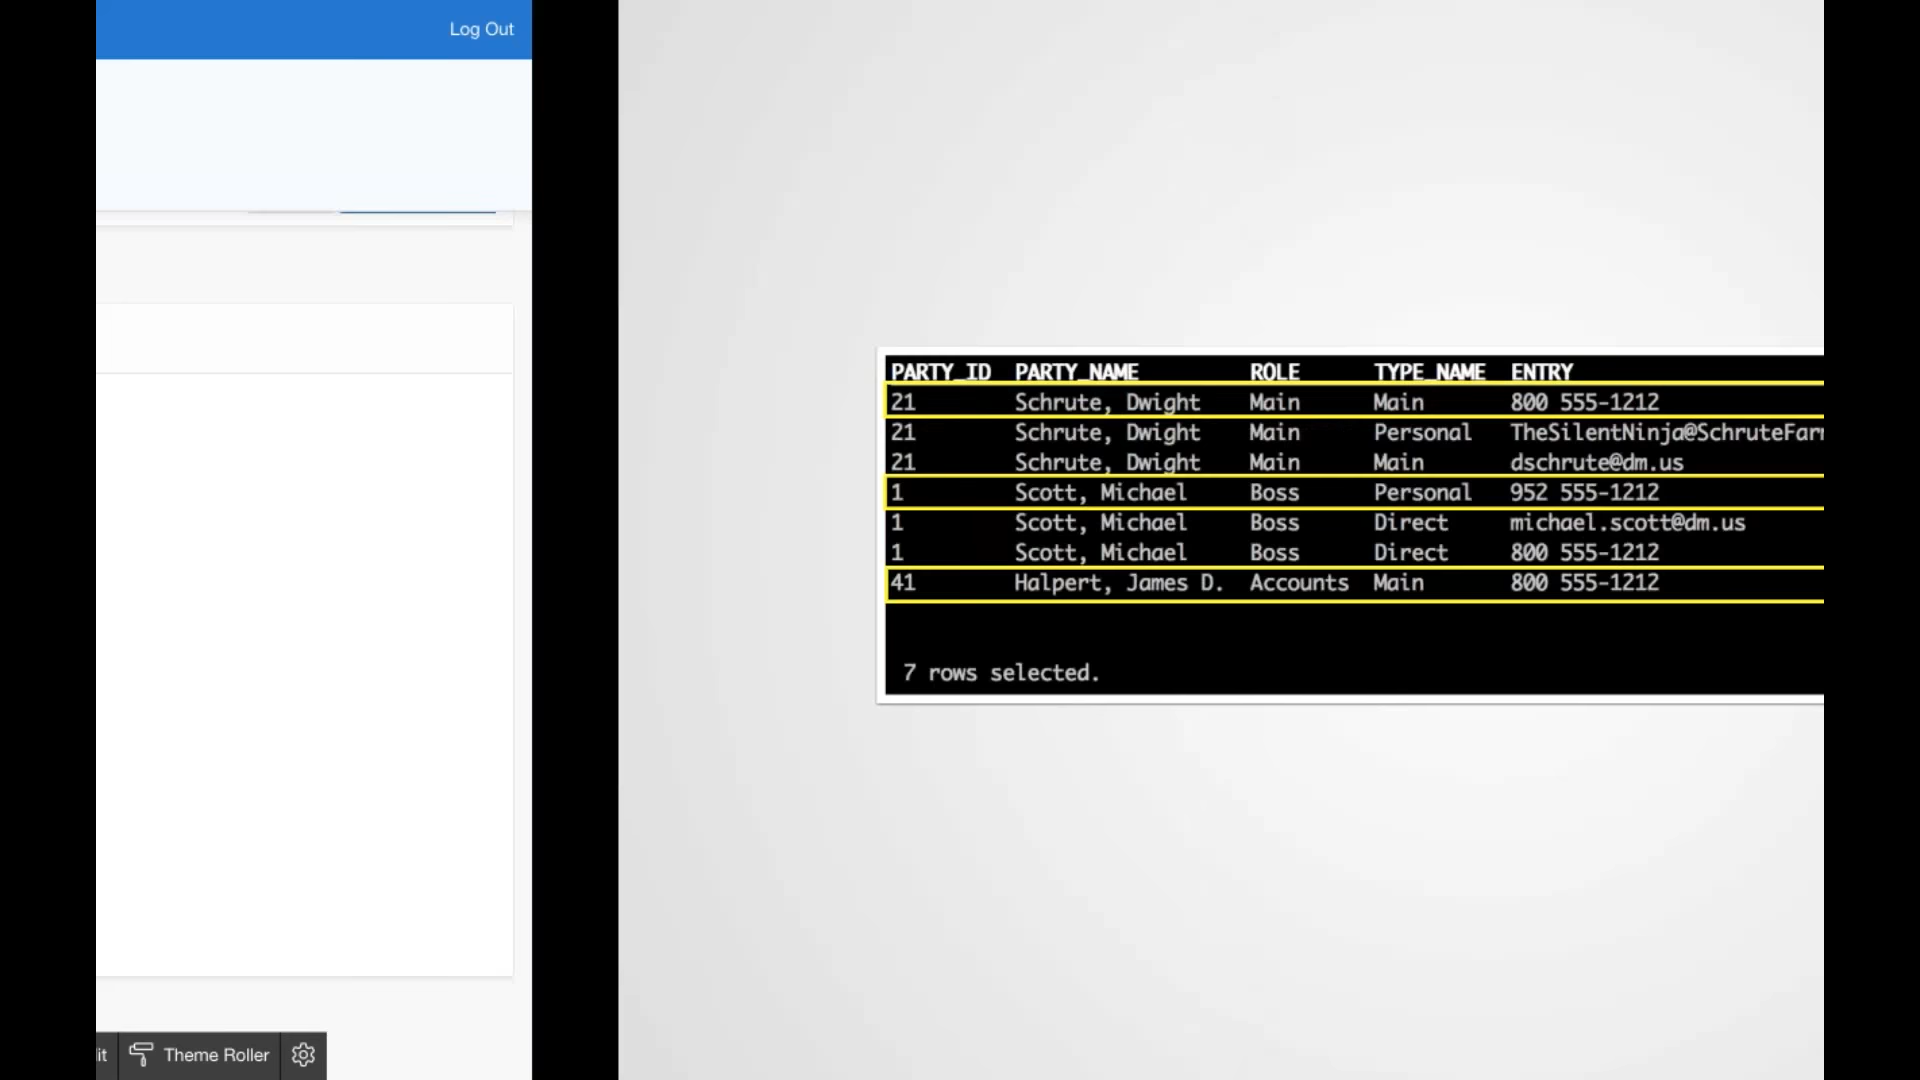 Log Out
PARTY_ID PARTY_NAME ROLE TYPE_NAME ENTRY
21 Schrute, Dwight Main Main 800 555-1212
21 Schrute, Dwight Main Personal TheSilentNinja@SchruteFar
21 Schrute, Dwight Main Main dschrute@dm.us
1 Scott, Michael Boss Personal 952 555-1212
1 Scott, Michael Boss Direct michael.scott@dm.us
1 Scott, Michael Boss Direct 800 555-1212
41 Halpert, James D. Accounts Main 800 555-1212
7 rows selected.
it Theme Roller